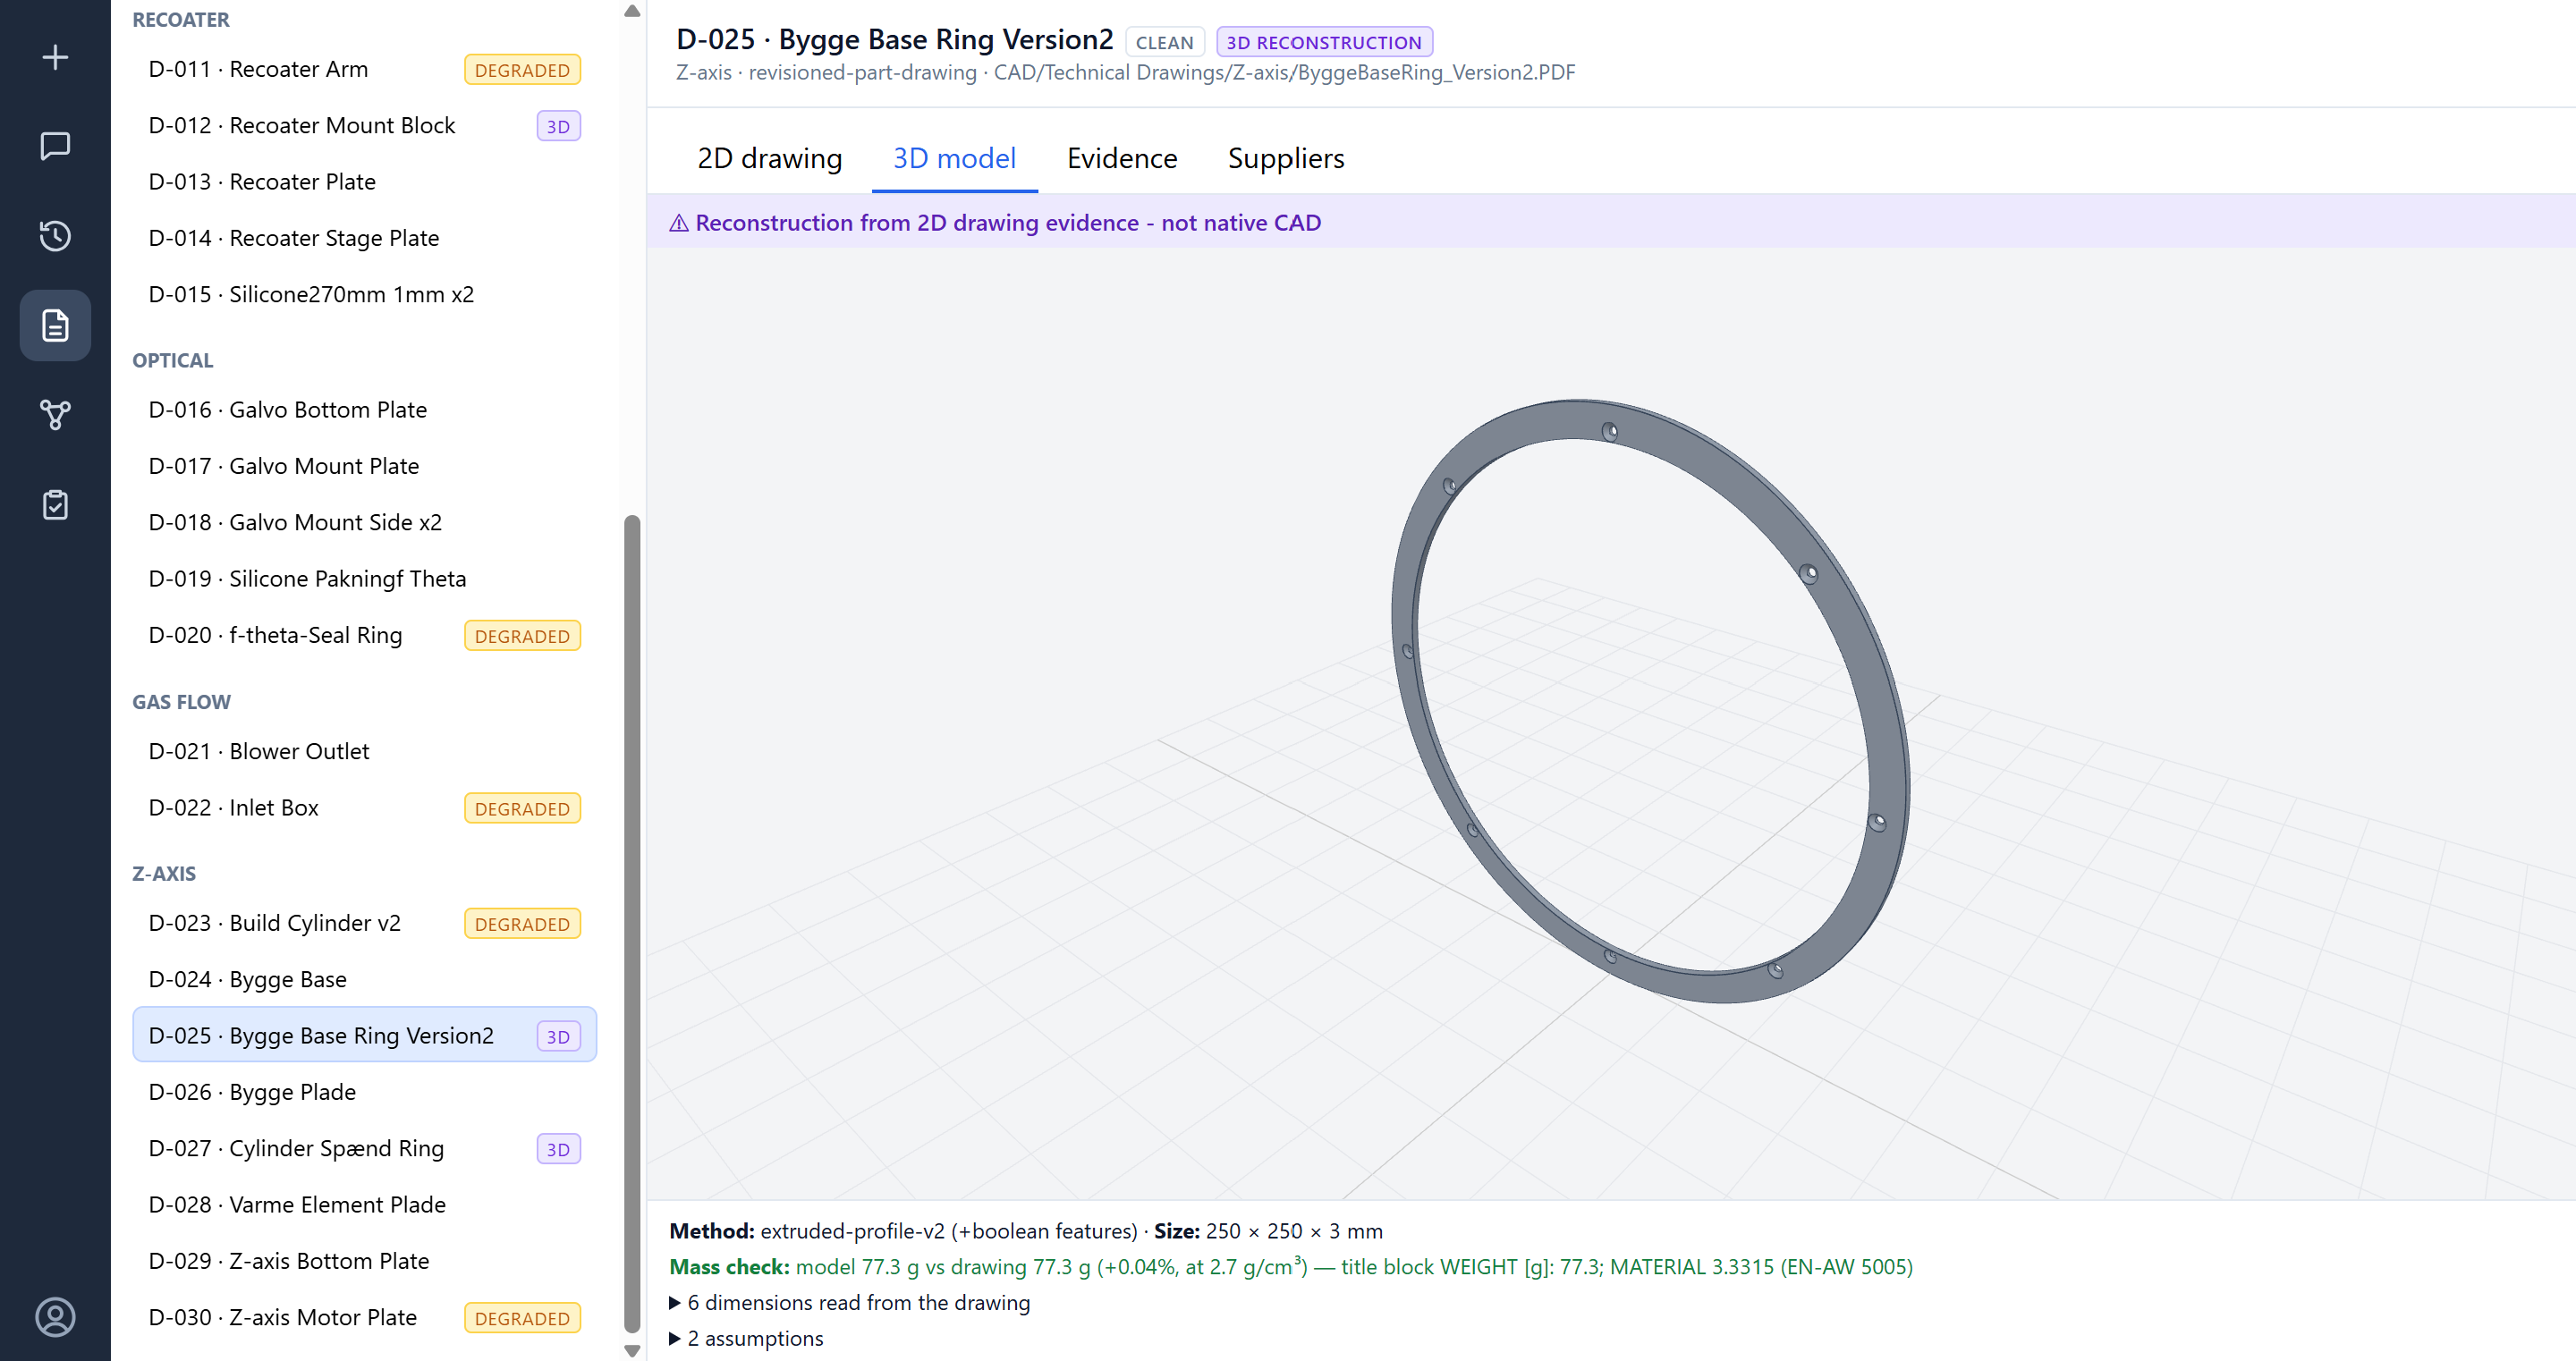 RECOATER
D-011 · Recoater Arm DEGRADED
D-012 · Recoater Mount Block 3D
D-013 · Recoater Plate
D-014 · Recoater Stage Plate
D-015 · Silicone270mm 1mm x2
OPTICAL
D-016 · Galvo Bottom Plate
D-017 · Galvo Mount Plate
D-018 · Galvo Mount Side x2
D-019 · Silicone Pakningf Theta
D-020 · f-theta-Seal Ring DEGRADED
GAS FLOW
D-021 · Blower Outlet
D-022 · Inlet Box DEGRADED
Z-AXIS
D-023 · Build Cylinder v2 DEGRADED
D-024 · Bygge Base
D-025 · Bygge Base Ring Version2 3D
D-026 · Bygge Plade
D-027 · Cylinder Spænd Ring 3D
D-028 · Varme Element Plade
D-029 · Z-axis Bottom Plate
D-030 · Z-axis Motor Plate DEGRADED
D-025 · Bygge Base Ring Version2 CLEAN 3D RECONSTRUCTION
Z-axis · revisioned-part-drawing · CAD/Technical Drawings/Z-axis/ByggeBaseRing_Version2.PDF
2D drawing 3D model Evidence Suppliers
⚠ Reconstruction from 2D drawing evidence - not native CAD
Method: extruded-profile-v2 (+boolean features) · Size: 250 × 250 × 3 mm
Mass check: model 77.3 g vs drawing 77.3 g (+0.04%, at 2.7 g/cm³) — title block WEIGHT [g]: 77.3; MATERIAL 3.3315 (EN-AW 5005)
▶ 6 dimensions read from the drawing
▶ 2 assumptions